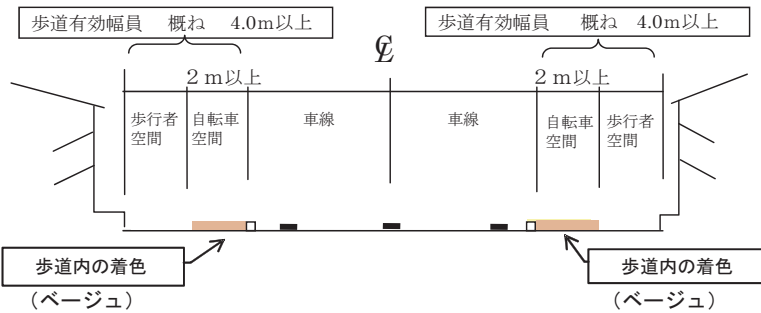 歩道有効幅員　概ね　4.0m以上
歩道有効幅員　概ね　4.0m以上
℄
2 m以上
2 m以上
歩行者
空間
自転車
空間
車線
車線
自転車
空間
歩行者
空間
歩道内の着色
(ベージュ)
歩道内の着色
(ベージュ)